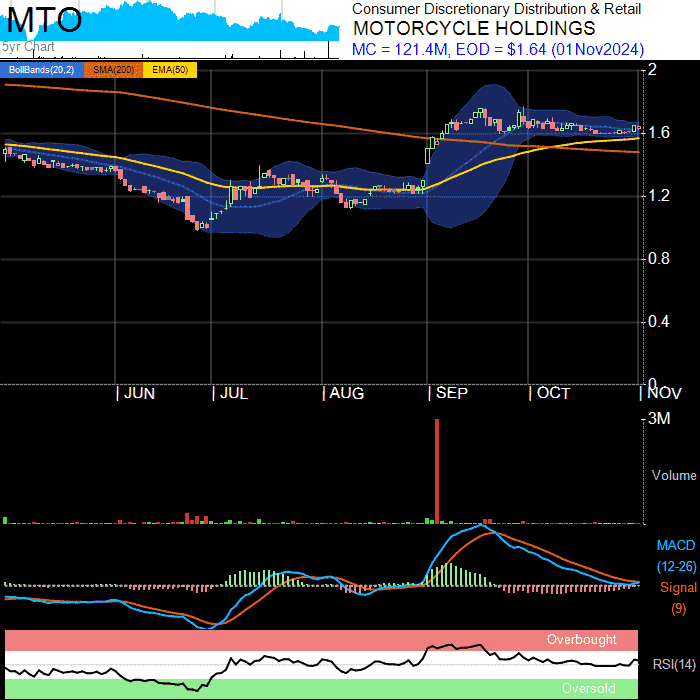 MTO
5yr Chart
Consumer Discretionary Distribution & Retail
MOTORCYCLE HOLDINGS
MC = 121.4M, EOD = $1.64 (01Nov2024)
BollBands(20,2) SMA(200) EMA(50)
2
1.6
1.2
0.8
0.4
0
JUN JUL AUG SEP OCT NOV
3M
Volume
MACD
(12-26)
Signal
(9)
Overbought
RSI(14)
Oversold